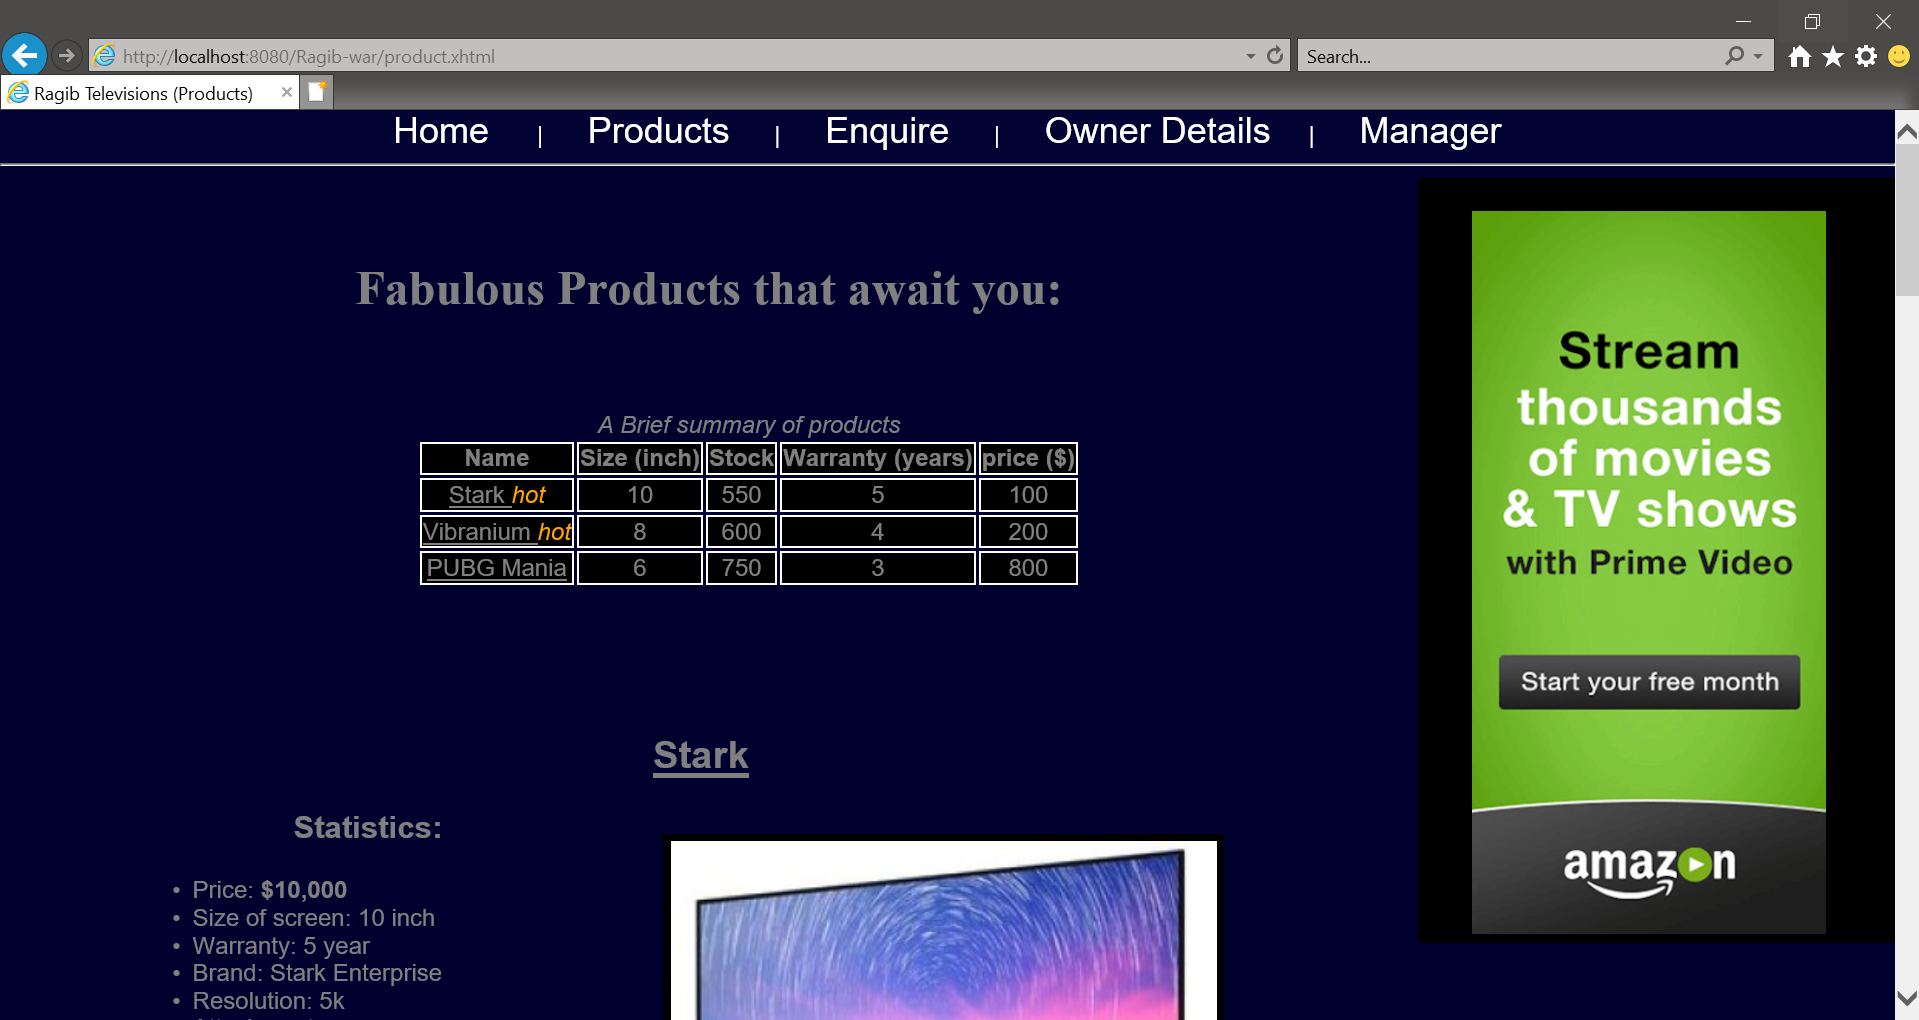 http://localhost:8080/Ragib-war/product.xhtml
Search...
Ragib Televisions (Products)
Home | Products | Enquire | Owner Details | Manager
Fabulous Products that await you:
A Brief summary of products
Name Size (inch) Stock Warranty (years) price ($)
Stark hot 10 550 5 100
Vibranium hot 8 600 4 200
PUBG Mania 6 750 3 800
Stark
Statistics:
• Price: $10,000
• Size of screen: 10 inch
• Warranty: 5 year
• Brand: Stark Enterprise
• Resolution: 5k
Stream
thousands
of movies
& TV shows
with Prime Video
Start your free month
amazon